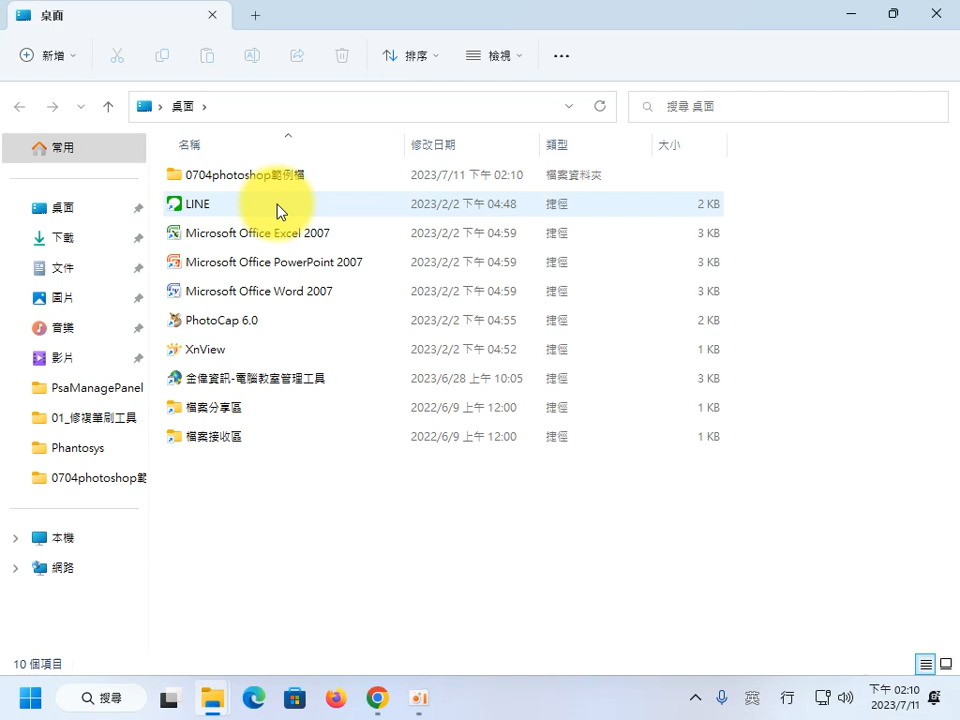 桌面
新增
排序
檢視
桌面
搜尋 桌面
名稱 修改日期 類型 大小
常用
桌面
下載
文件
圖片
音樂
影片
PsaManagePanel
01_修複筆刷工具
Phantosys
0704photoshop範
本機
網路
0704photoshop範例檔 2023/7/11 下午 02:10 檔案資料夾
LINE 2023/2/2 下午 04:48 捷徑 2 KB
Microsoft Office Excel 2007 2023/2/2 下午 04:59 捷徑 3 KB
Microsoft Office PowerPoint 2007 2023/2/2 下午 04:59 捷徑 3 KB
Microsoft Office Word 2007 2023/2/2 下午 04:59 捷徑 3 KB
PhotoCap 6.0 2023/2/2 下午 04:55 捷徑 2 KB
XnView 2023/2/2 下午 04:52 捷徑 1 KB
金偉資訊-電腦教室管理工具 2023/6/28 上午 10:05 捷徑 3 KB
檔案分享區 2022/6/9 上午 12:00 捷徑 1 KB
檔案接收區 2022/6/9 上午 12:00 捷徑 1 KB
10 個項目
搜尋
英
行
下午 02:10
2023/7/11